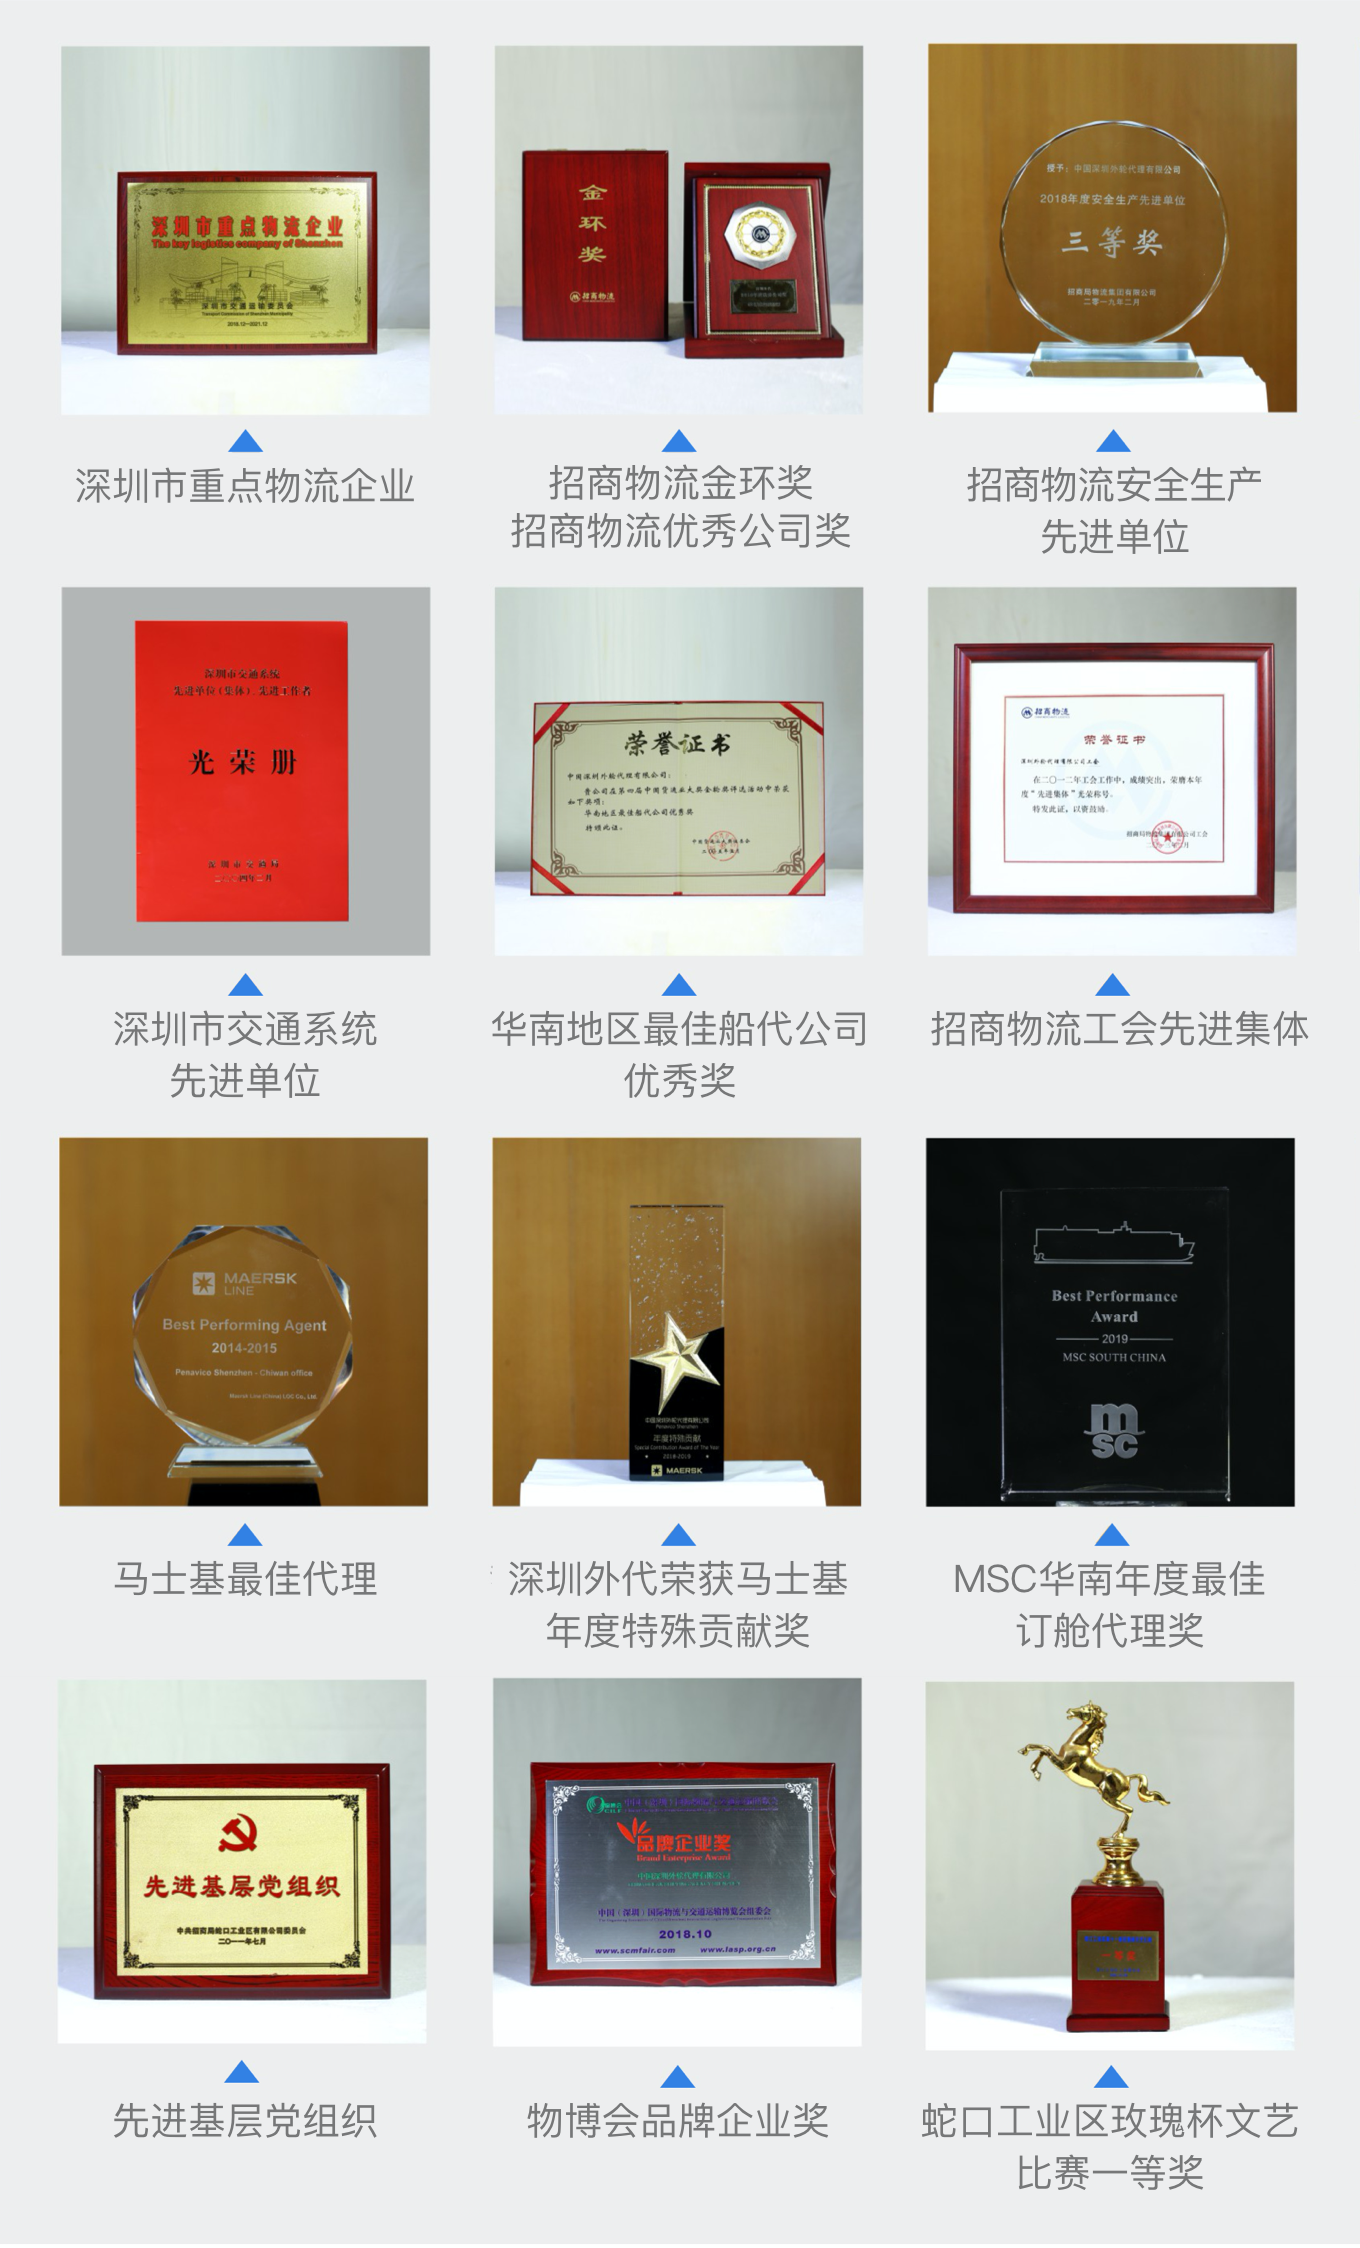 深圳市重点物流企业
The key logistics company of Shenzhen
深圳市交通运输委员会
Transport Commission of Shenzhen Municipality
2018.12-2021.12
金环奖
招商物流
授予：中国深圳外轮代理有限公司
2018年度安全生产先进单位
三等奖
招商局物流集团有限公司
二零一九年二月
深圳市重点物流企业
招商物流金环奖
招商物流优秀公司奖
招商物流安全生产
先进单位
深圳市交通系统
先进单位(集体)、先进工作者
光荣册
深圳市交通局
二〇〇四年二月
荣誉证书
中国深圳外轮代理有限公司：
贵公司在第四届中国货运业大奖金轮奖评选活动中荣获
如下奖项：
华南地区最佳船代公司优秀奖
特颁此证。
招商物流
荣誉证书
深圳外轮代理有限公司工会
在二〇一二年工会工作中，成绩突出，荣膺本年
度“先进集体”光荣称号。
特发此证，以资鼓励。
深圳市交通系统
先进单位
华南地区最佳船代公司
优秀奖
招商物流工会先进集体
MAERSK
LINE
Best Performing Agent
2014-2015
Penavico Shenzhen - Chiwan office
Maersk Line (China) LOC Co., Ltd.
中国深圳外轮代理有限公司
Penavico Shenzhen
年度特殊贡献
Special Contribution Award of The Year
2018-2019
MAERSK
Best Performance
Award
2019
MSC SOUTH CHINA
msc
马士基最佳代理
深圳外代荣获马士基
年度特殊贡献奖
MSC华南年度最佳
订舱代理奖
先进基层党组织
中共招商局蛇口工业区有限公司委员会
二〇一一年七月
品牌企业奖
Brand Enterprise Award
中国深圳外轮代理有限公司
中国（深圳）国际物流与交通运输博览会组委会
2018.10
www.scmfair.com www.lasp.org.cn
一等奖
先进基层党组织
物博会品牌企业奖
蛇口工业区玫瑰杯文艺
比赛一等奖